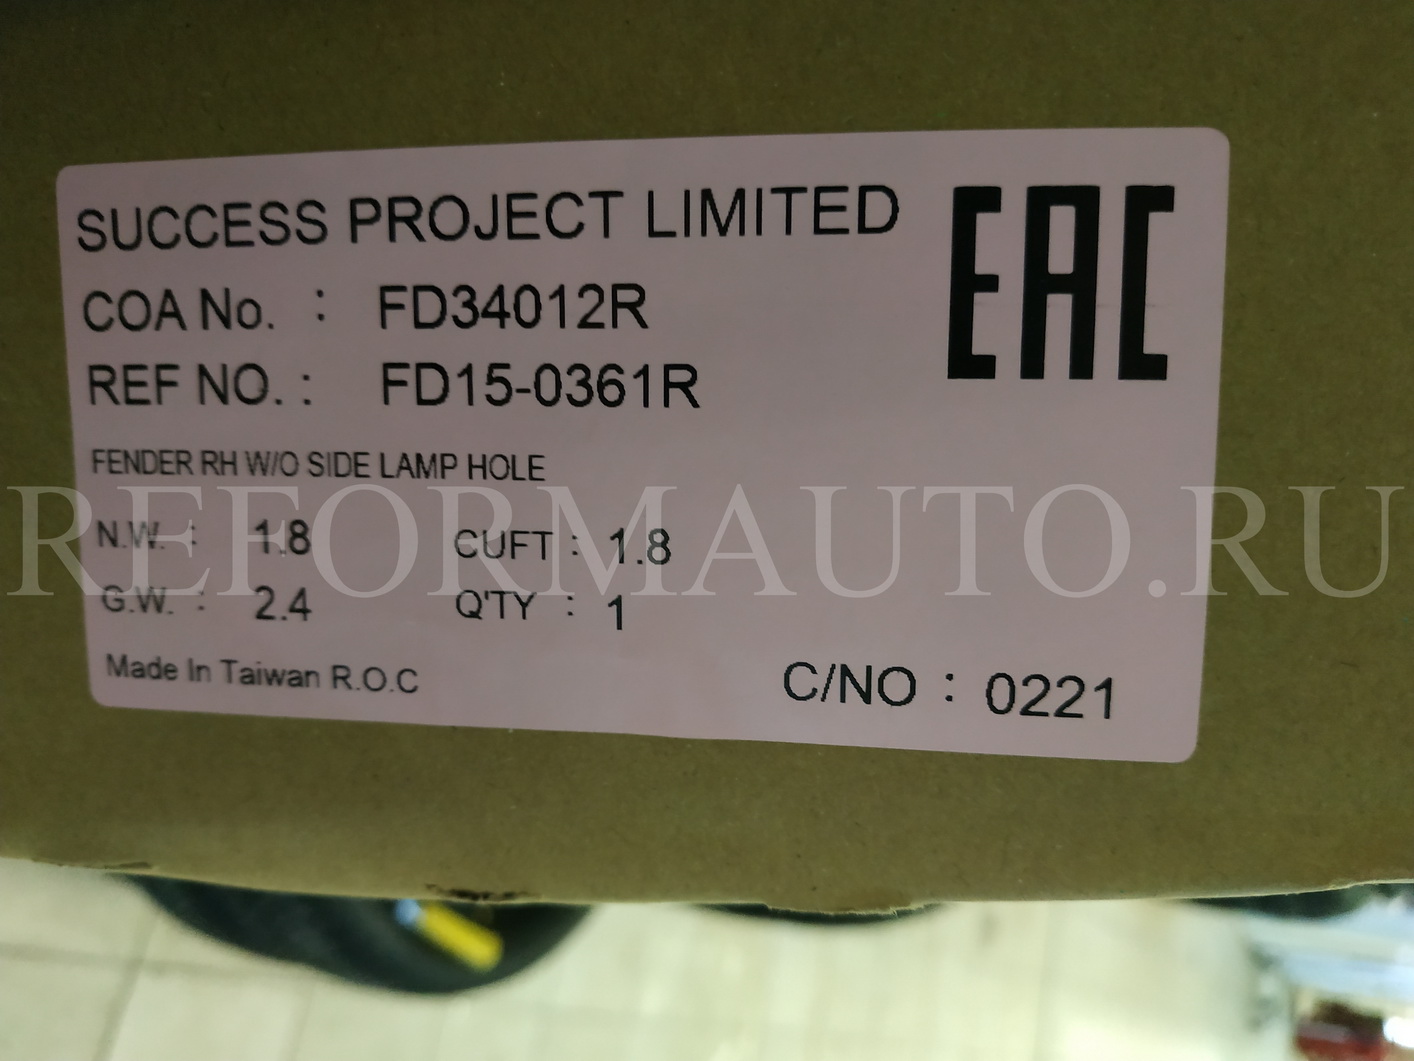 SUCCESS PROJECT LIMITED
EAC
COA No. : FD34012R
REF NO. : FD15-0361R
FENDER RH W/O SIDE LAMP HOLE
REFORMAUTO.RU
N.W. : 1.8 CUFT : 1.8
G.W. : 2.4 Q'TY : 1
Made In Taiwan R.O.C
C/NO : 0221